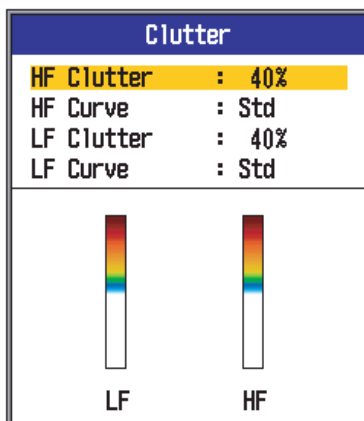 Clutter
HF Clutter : 40%
HF Curve : Std
LF Clutter : 40%
LF Curve : Std
LF HF